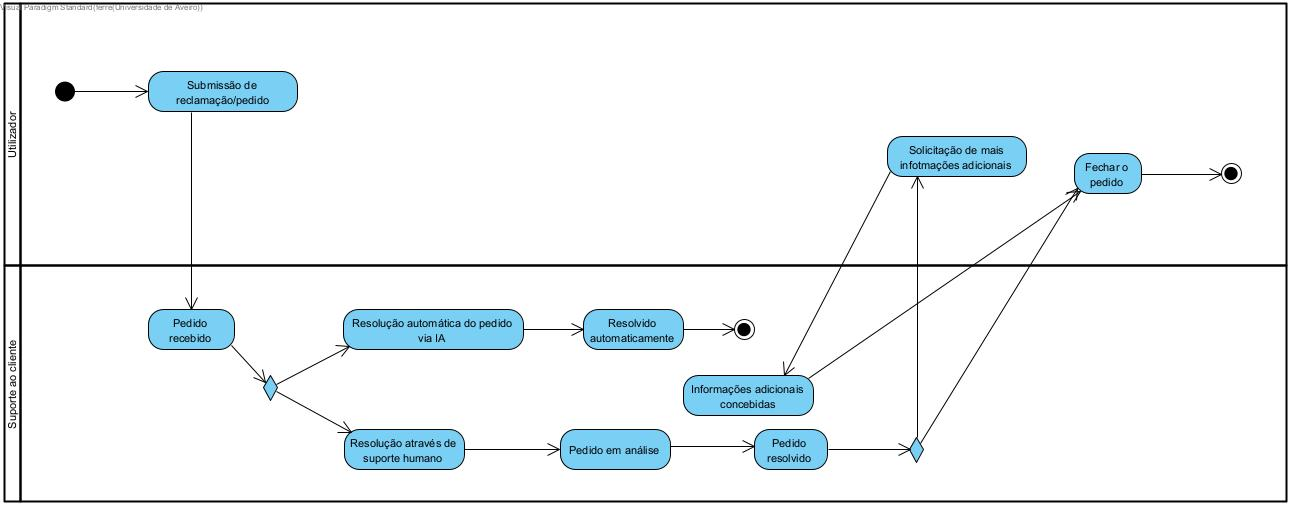 Visual Paradigm Standard(ferre(Universidade de Aveiro))
Utilizador
Submissão de
reclamação/pedido
Solicitação de mais
infotmações adicionais
Fechar o
pedido
Suporte ao cliente
Pedido
recebido
Resolução automática do pedido
via IA
Resolvido
automaticamente
Informações adicionais
concebidas
Resolução através de
suporte humano
Pedido em análise
Pedido
resolvido